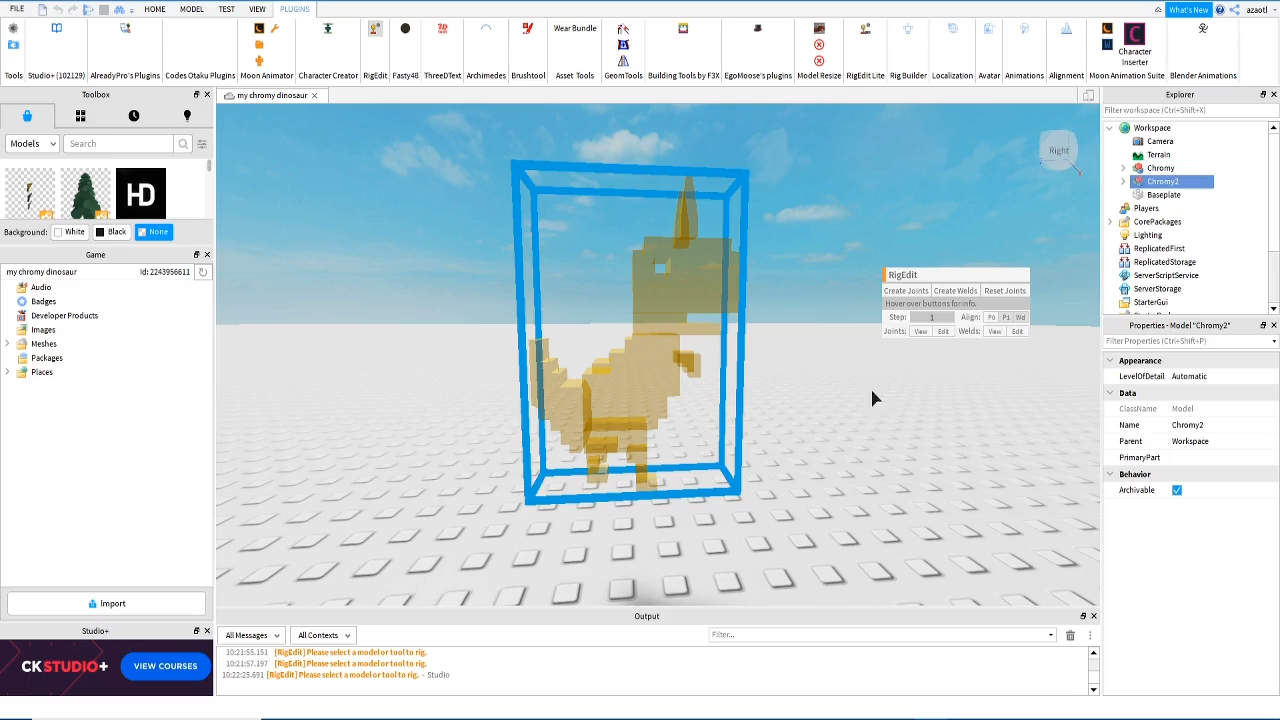 FILE HOME MODEL TEST VIEW PLUGINS What's New azaotl
Wear Bundle
Character
Inserter
Tools Studio+ (102129) AlreadyPro's Plugins Codes Otaku Plugins Moon Animator Character Creator RigEdit Fasty48 ThreeDText Archimedes Brushtool Asset Tools GeomTools Building Tools by F3X EgoMoose's plugins Model Resize RigEdit Lite Rig Builder Localization Avatar Animations Alignment Moon Animation Suite Blender Animations
Toolbox
Models Search
HD
Background: White Black None
Game
my chromy dinosaur Id: 2243956611
Audio
Badges
Developer Products
Images
Meshes
Packages
Places
Import
Studio+
CKSTUDIO+ VIEW COURSES
my chromy dinosaur
Right
RigEdit
Create Joints Create Welds Reset Joints
Hover over buttons for info.
Step: 1 Align: Po P1 Wd
Joints: View Edit Welds: View Edit
Output
All Messages All Contexts Filter...
10:21:55.151 [RigEdit] Please select a model or tool to rig.
10:21:57.197 [RigEdit] Please select a model or tool to rig.
10:22:25.691 [RigEdit] Please select a model or tool to rig. - Studio
Explorer
Filter workspace (Ctrl+Shift+X)
Workspace
Camera
Terrain
Chromy
Chromy2
Baseplate
Players
CorePackages
Lighting
ReplicatedFirst
ReplicatedStorage
ServerScriptService
ServerStorage
StarterGui
Properties - Model "Chromy2"
Filter Properties (Ctrl+Shift+P)
Appearance
LevelOfDetail Automatic
Data
ClassName Model
Name Chromy2
Parent Workspace
PrimaryPart
Behavior
Archivable